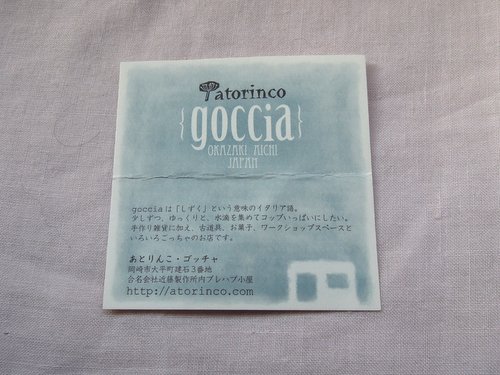 atorinco
{goccia}
OKAZAKI AICHI
JAPAN
gocciaは「しずく」という意味のイタリア語。
少しずつ、ゆっくりと、水滴を集めてコップいっぱいにしたい。
手作り雑貨に加え、古道具、お菓子、ワークショップスペースと
いろいろごっちゃのお店です。
あとりんこ・ゴッチャ
岡崎市大平町建石3番地
合名会社近藤製作所内プレハブ小屋
http://atorinco.com